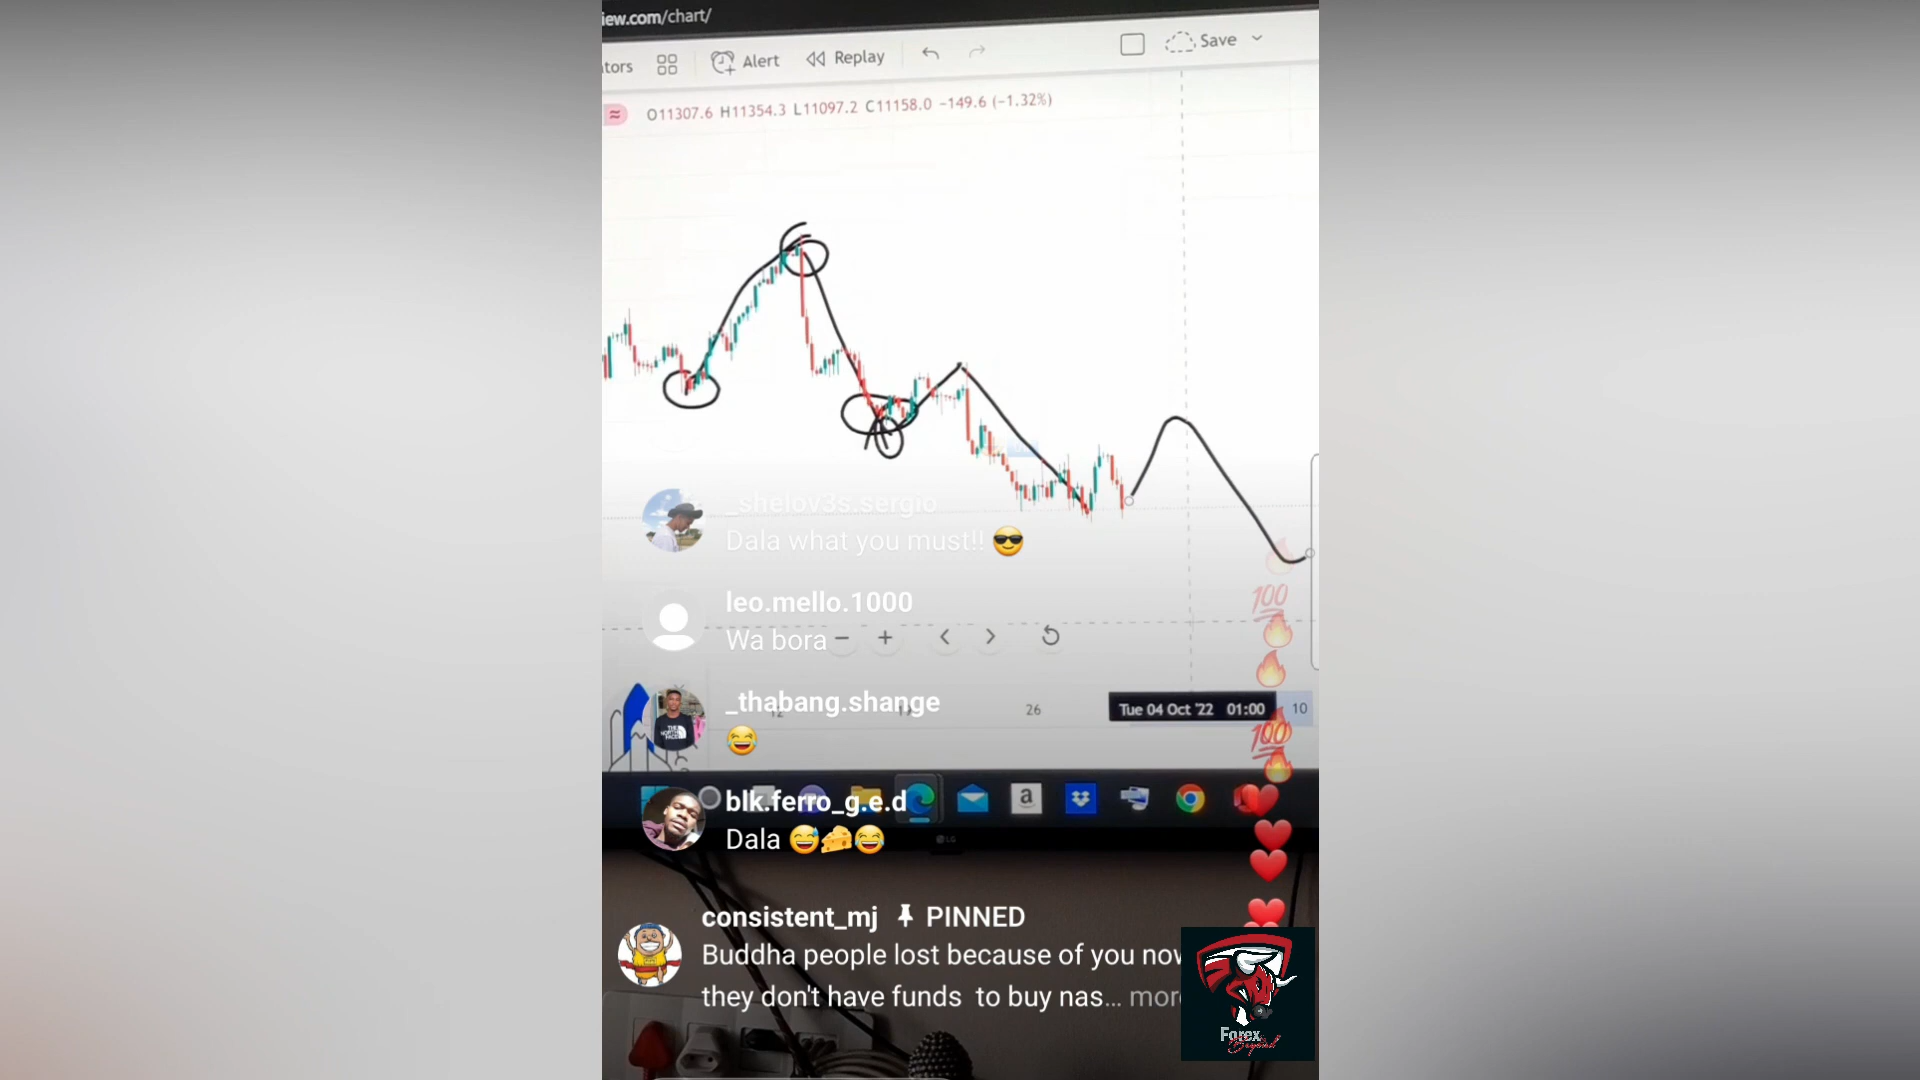 iew.com/chart/
tors Alert Replay Save
O11307.6 H11354.3 L11097.2 C11158.0 −149.6 (−1.32%)
_shelov3s.sergio
Dala what you must!! 😎
leo.mello.1000
Wa bora
_thabang.shange
😂
12 26 Tue 04 Oct '22 01:00 10
blk.ferro_g.e.d
Dala 😅🧀😂
LG
consistent_mj PINNED
Buddha people lost because of you nov
they don't have funds to buy nas... mor
Forex
Beyond